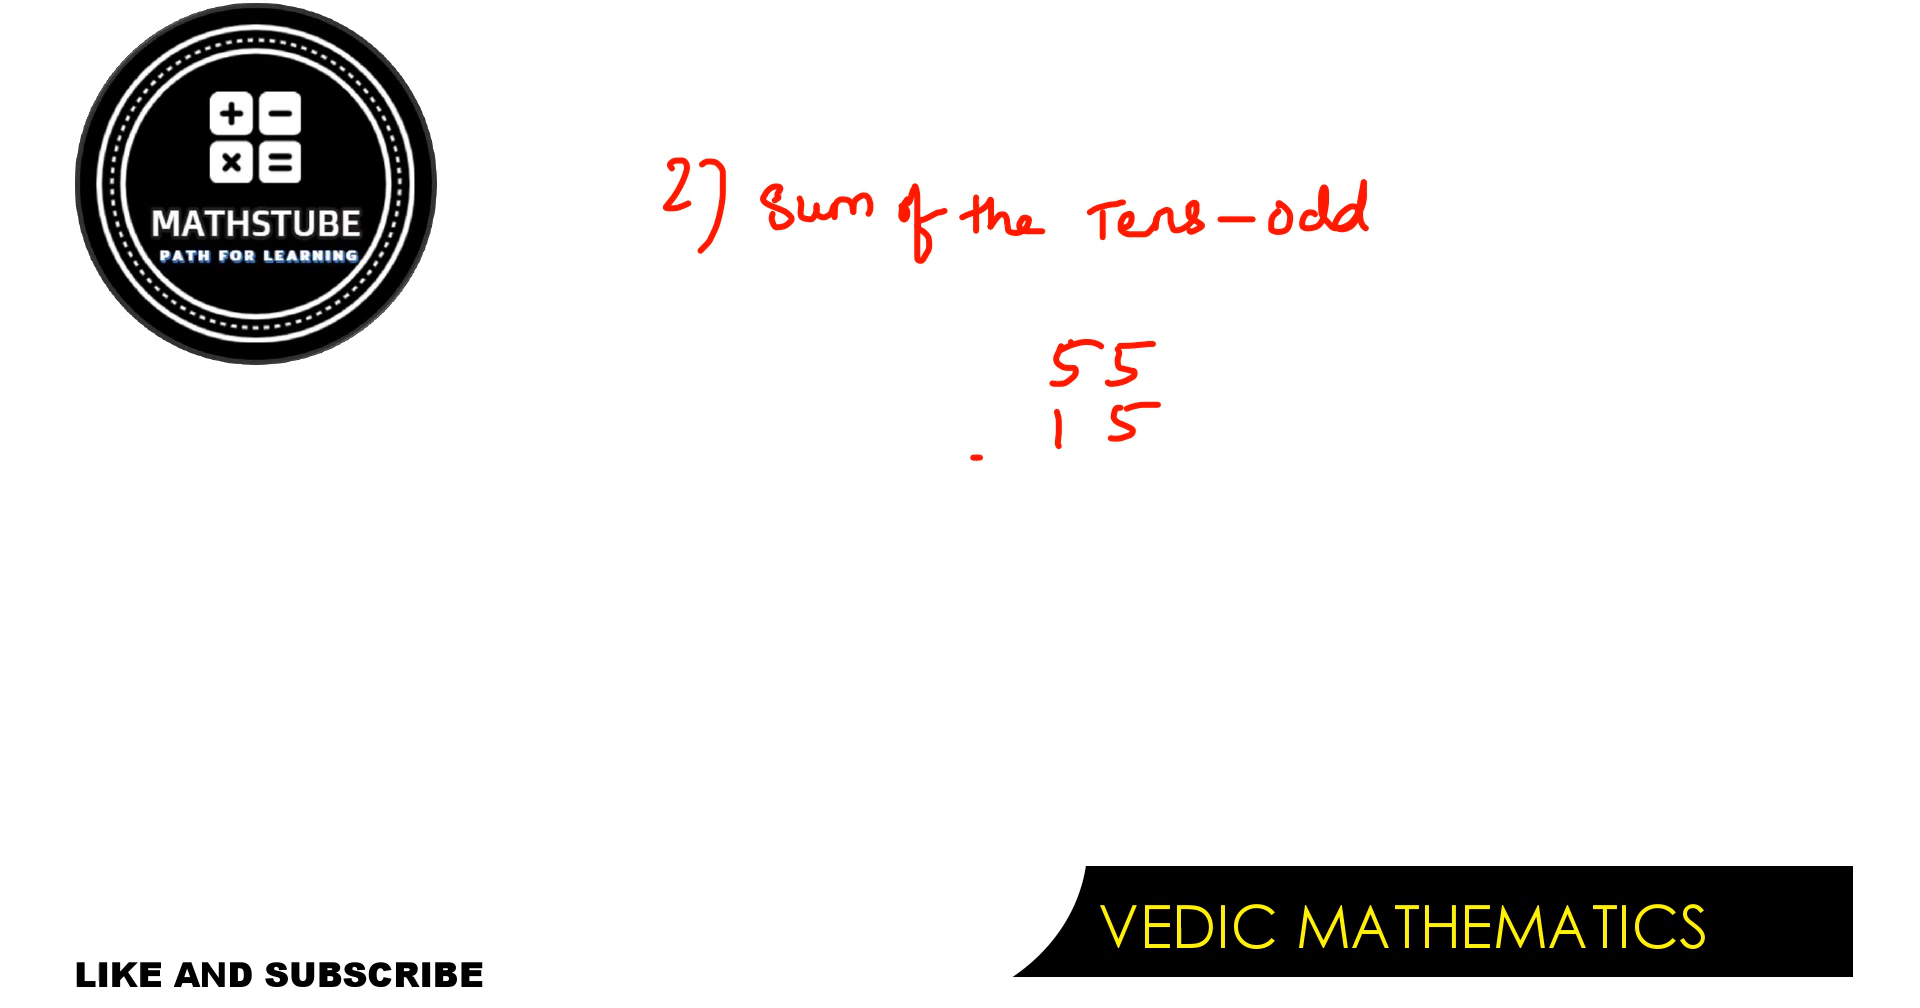 MATHSTUBE
PATH FOR LEARNING
2) Sum of the Tens - odd
55
15
VEDIC MATHEMATICS
LIKE AND SUBSCRIBE